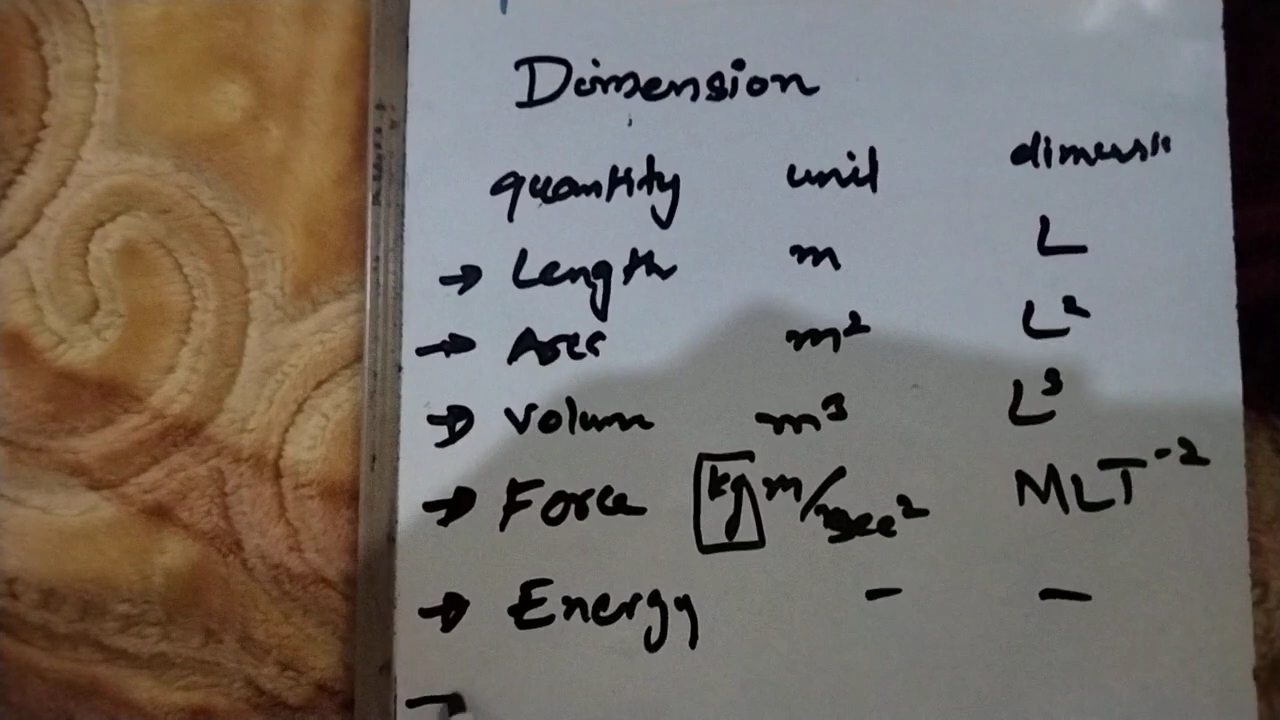 Dimension
quantity unit dimensi
→ Length m L
→ Area m² L²
→ Volum m³ L³
→ Force kg m/sec² MLT⁻²
→ Energy - -
→